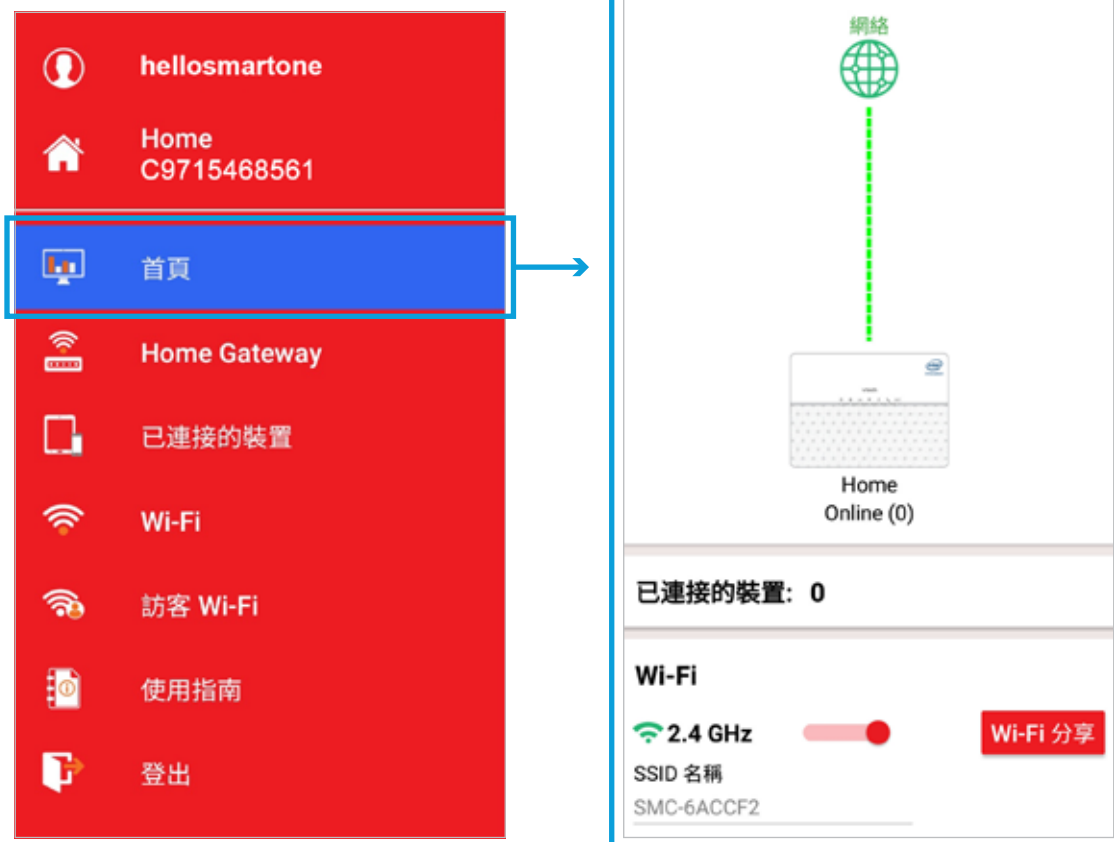 hellosmartone
Home
C9715468561
首頁
Home Gateway
已連接的裝置
Wi-Fi
訪客 Wi-Fi
使用指南
登出
網絡
Home
Online (0)
已連接的裝置: 0
Wi-Fi
2.4 GHz
Wi-Fi 分享
SSID 名稱
SMC-6ACCF2